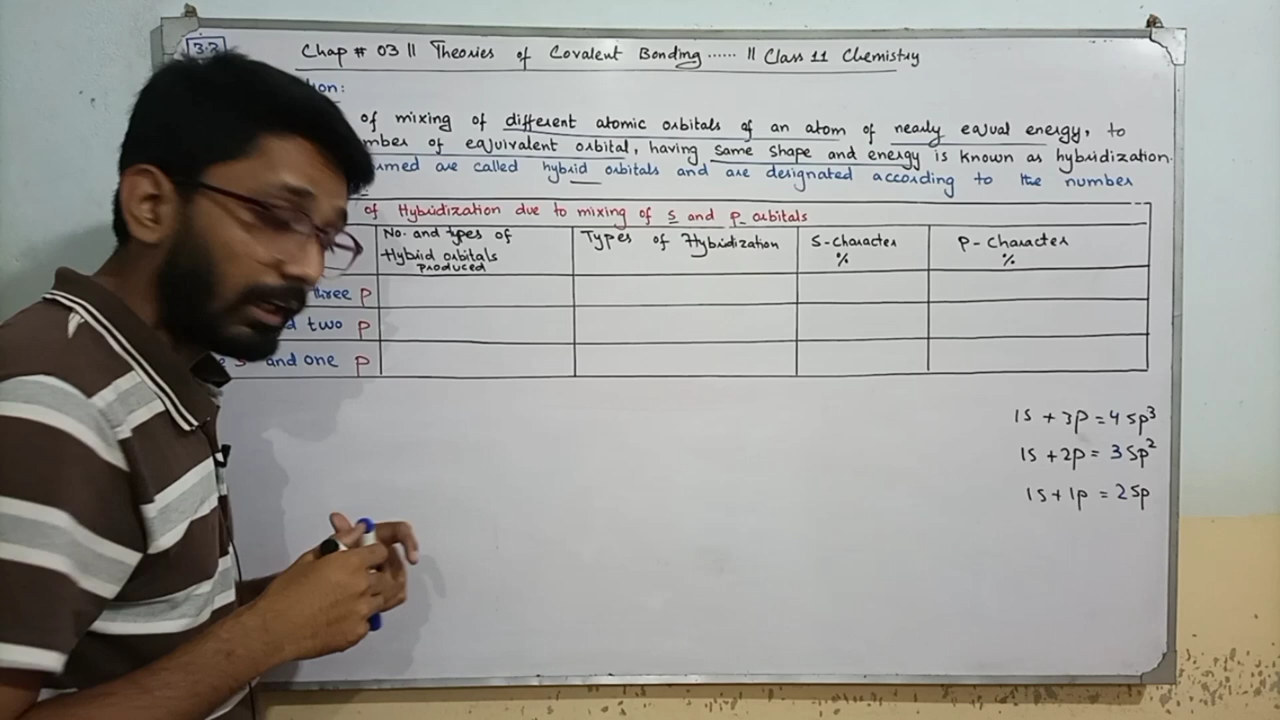 3.3
Chap # 03 || Theories of Covalent Bonding ...... || Class 11 Chemistry
ion:
of mixing of different atomic orbitals of an atom of nearly equal energy, to
mber of equivalent orbital, having same shape and energy is known as hybridization.
rmed are called hybrid orbitals and are designated according to the number
of Hybridization due to mixing of s and p orbitals
No. and types of Hybrid orbitals produced
Types of Hybridization
S-Character %
P-Character %
three p
d two p
s and one p
1s + 3p = 4 sp³
1s + 2p = 3 Sp²
1s + 1p = 2 Sp